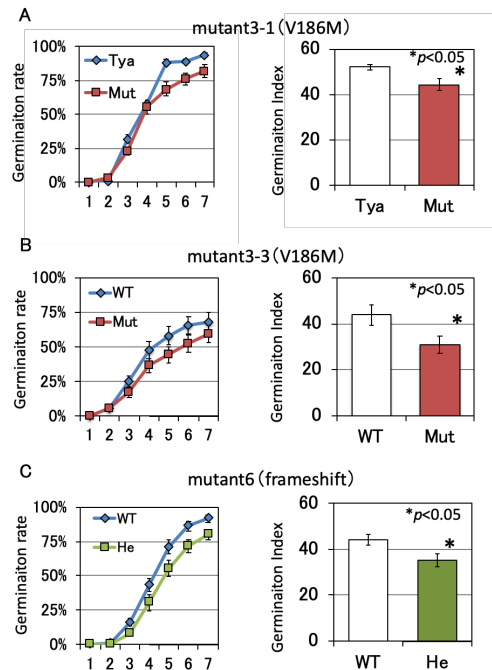 A
mutant3-1(V186M)
Germinaiton rate
100%
75%
50%
25%
0%
Tya
Mut
1 2 3 4 5 6 7
Germinaiton Index
60
40
20
0
*p<0.05
*
Tya Mut
B
mutant3-3(V186M)
Germinaiton rate
100%
75%
50%
25%
0%
WT
Mut
1 2 3 4 5 6 7
Germinaiton Index
60
40
20
0
*p<0.05
*
WT Mut
C
mutant6(frameshift)
Germinaiton rate
100%
75%
50%
25%
0%
WT
He
1 2 3 4 5 6 7
Germinaiton Index
60
40
20
0
*p<0.05
*
WT He